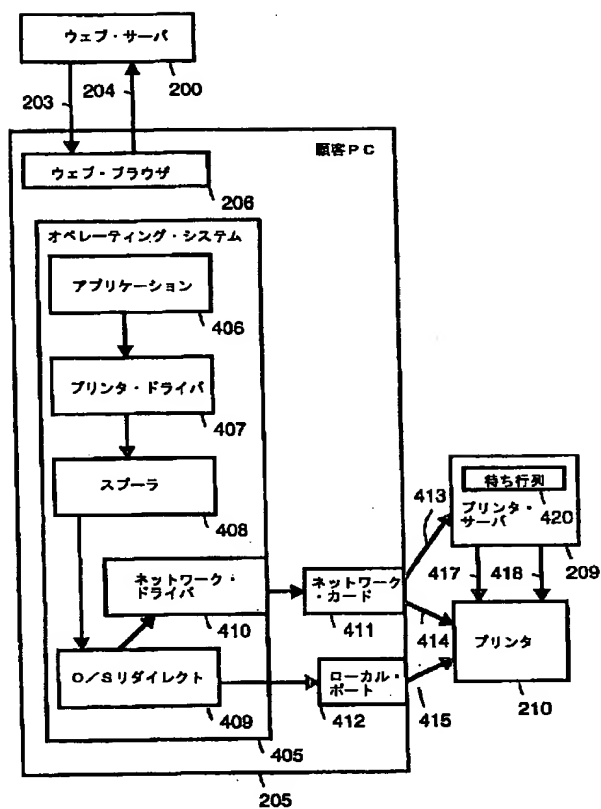 ウェブ・サーバ
200
203
204
顧客PC
ウェブ・ブラウザ
206
オペレーティング・システム
アプリケーション
406
プリンタ・ドライバ
407
スプーラ
408
ネットワーク・
ドライバ
410
O/Sリダイレクト
409
405
205
ネットワーク
・カード
411
ローカル・
ポート
412
413
414
415
待ち行列
420
プリンタ・
サーバ
209
417
418
プリンタ
210